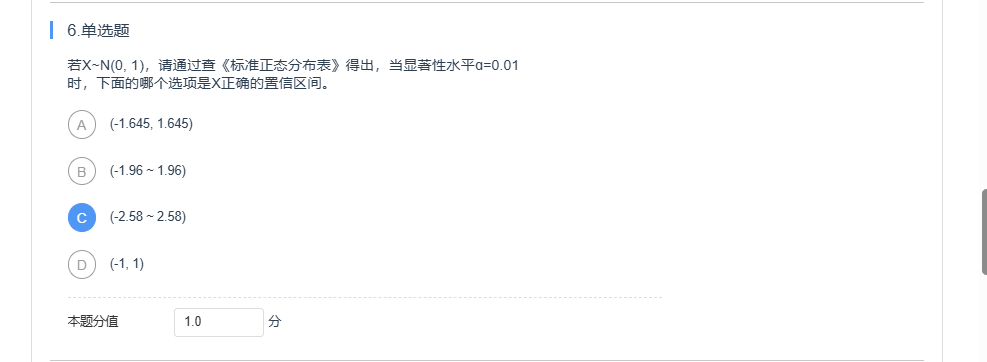 6.单选题
若X~N(0, 1)，请通过查《标准正态分布表》得出，当显著性水平α=0.01
时，下面的哪个选项是X正确的置信区间。
A (-1.645, 1.645)
B (-1.96 ~ 1.96)
C (-2.58 ~ 2.58)
D (-1, 1)
本题分值 1.0 分